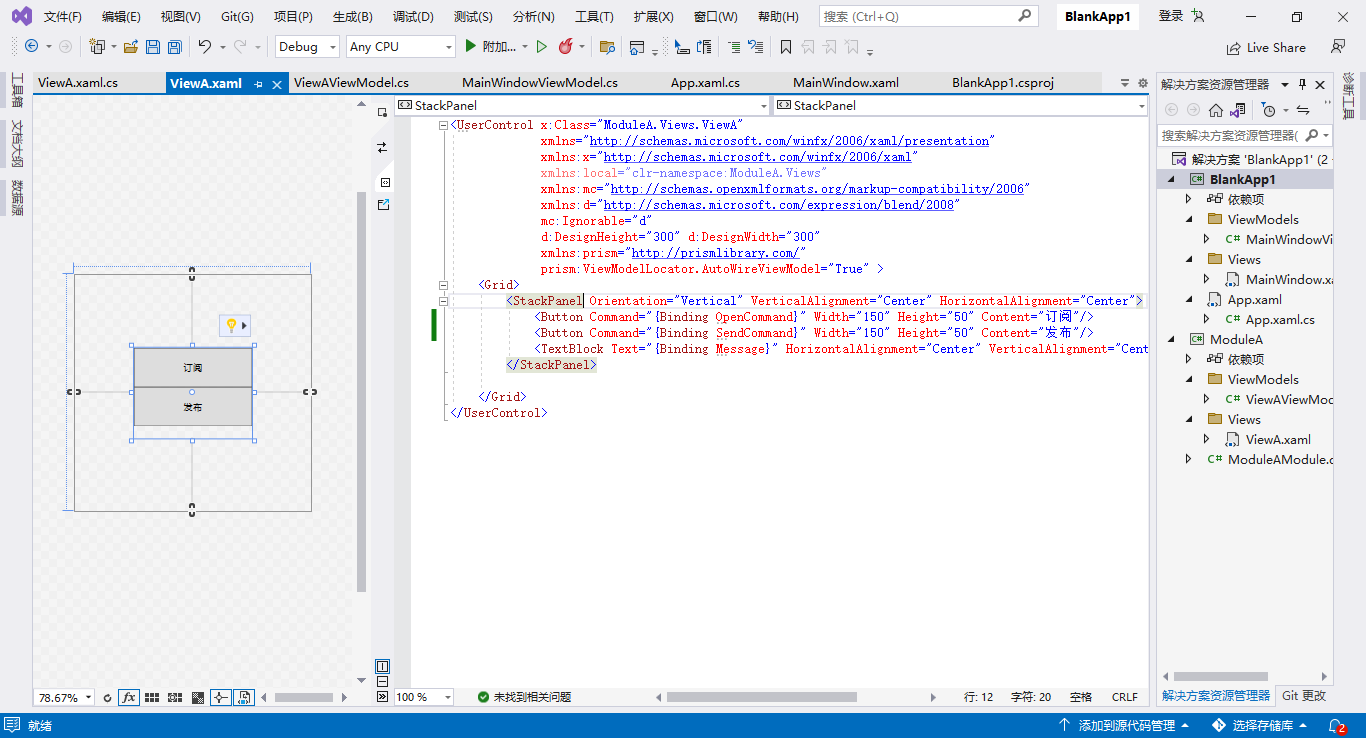 文件(F) 编辑(E) 视图(V) Git(G) 项目(P) 生成(B) 调试(D) 测试(S) 分析(N) 工具(T) 扩展(X) 窗口(W) 帮助(H) 搜索 (Ctrl+Q) BlankApp1 登录
Debug Any CPU 附加... Live Share
工具箱
文档大纲
数据源
ViewA.xaml.cs ViewA.xaml ViewAViewModel.cs MainWindowViewModel.cs App.xaml.cs MainWindow.xaml BlankApp1.csproj
StackPanel StackPanel
<UserControl x:Class="ModuleA.Views.ViewA"
xmlns="http://schemas.microsoft.com/winfx/2006/xaml/presentation"
xmlns:x="http://schemas.microsoft.com/winfx/2006/xaml"
xmlns:local="clr-namespace:ModuleA.Views"
xmlns:mc="http://schemas.openxmlformats.org/markup-compatibility/2006"
xmlns:d="http://schemas.microsoft.com/expression/blend/2008"
mc:Ignorable="d"
d:DesignHeight="300" d:DesignWidth="300"
xmlns:prism="http://prismlibrary.com/"
prism:ViewModelLocator.AutoWireViewModel="True" >
<Grid>
<StackPanel Orientation="Vertical" VerticalAlignment="Center" HorizontalAlignment="Center">
<Button Command="{Binding OpenCommand}" Width="150" Height="50" Content="订阅"/>
<Button Command="{Binding SendCommand}" Width="150" Height="50" Content="发布"/>
<TextBlock Text="{Binding Message}" HorizontalAlignment="Center" VerticalAlignment="Cent
</StackPanel>
</Grid>
</UserControl>
订阅
发布
78.67% fx
100 % 未找到相关问题 行: 12 字符: 20 空格 CRLF
解决方案资源管理器
搜索解决方案资源管理器(
解决方案 'BlankApp1' (2
C# BlankApp1
依赖项
ViewModels
C# MainWindowVi
Views
MainWindow.xa
App.xaml
C# App.xaml.cs
C# ModuleA
依赖项
ViewModels
C# ViewAViewMod
Views
ViewA.xaml
C# ModuleAModule.c
解决方案资源管理器 Git 更改
诊断工具
就绪 添加到源代码管理 选择存储库 2